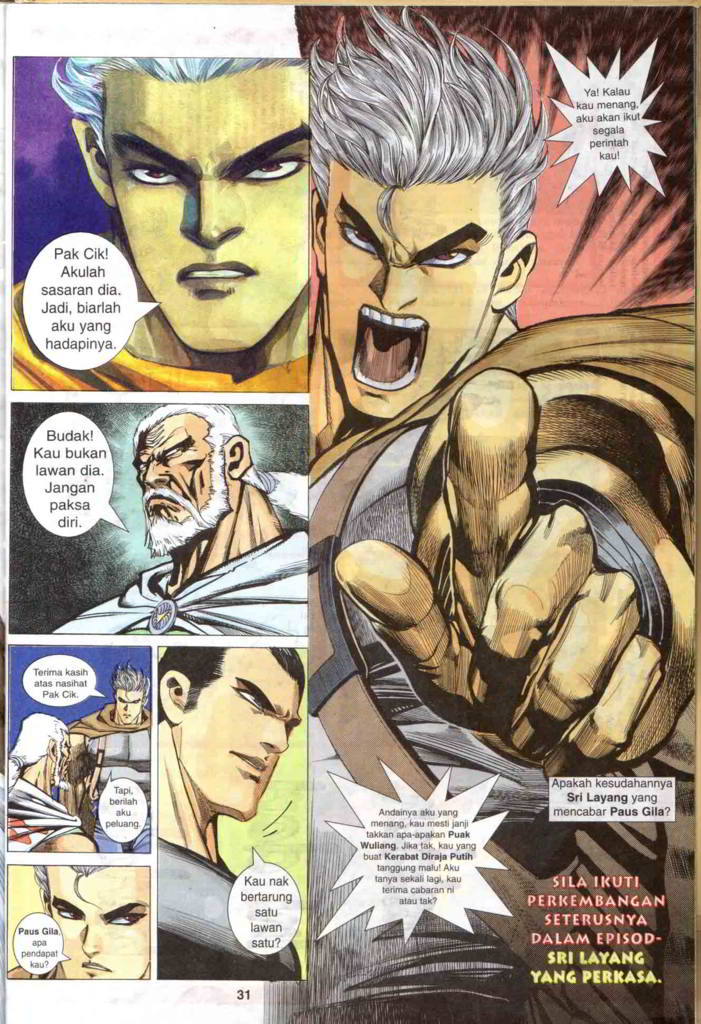 Pak Cik!
Akulah
sasaran dia.
Jadi, biarlah
aku yang
hadapinya.
Budak!
Kau bukan
lawan dia.
Jangan
paksa
diri.
Terima kasih
atas nasihat
Pak Cik.
Tapi,
berilah
aku
peluang.
Paus Gila,
apa
pendapat
kau?
Kau nak
bertarung
satu
lawan
satu?
Ya! Kalau
kau menang,
aku akan ikut
segala
perintah
kau!
Andainya aku yang
menang, kau mesti janji
takkan apa-apakan Puak
Wuliang. Jika tak, kau yang
buat Kerabat Diraja Putih
tanggung malu! Aku
tanya sekali lagi, kau
terima cabaran ni
atau tak?
Apakah kesudahannya
Sri Layang yang
mencabar Paus Gila?
SILA IKUTI
PERKEMBANGAN
SETERUSNYA
DALAM EPISOD-
SRI LAYANG
YANG PERKASA.
31